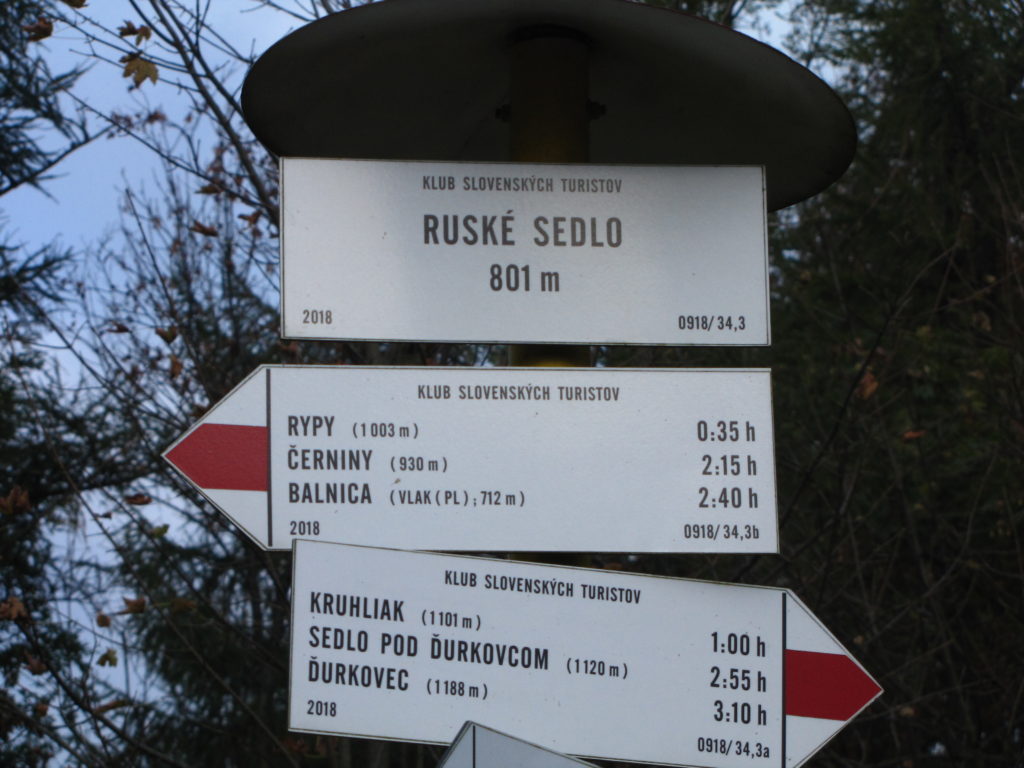 KLUB SLOVENSKÝCH TURISTOV
RUSKÉ SEDLO
801 m
2018 0918/34,3
KLUB SLOVENSKÝCH TURISTOV
RYPY (1 003 m) 0:35 h
ČERNINY (930 m) 2:15 h
BALNICA (VLAK (PL) ; 712 m) 2:40 h
2018 0918/34,3b
KLUB SLOVENSKÝCH TURISTOV
KRUHLIAK (1101 m) 1:00 h
SEDLO POD ĎURKOVCOM (1120 m) 2:55 h
ĎURKOVEC (1188 m) 3:10 h
2018 0918/34,3a